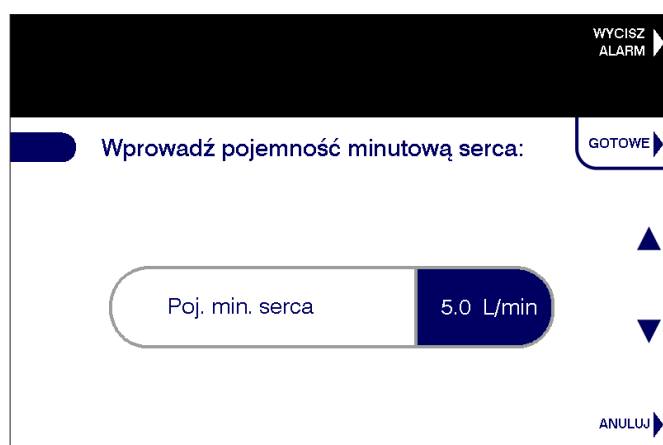 WYCISZ
ALARM
Wprowadź pojemność minutową serca:
GOTOWE
Poj. min. serca
5.0 L/min
ANULUJ